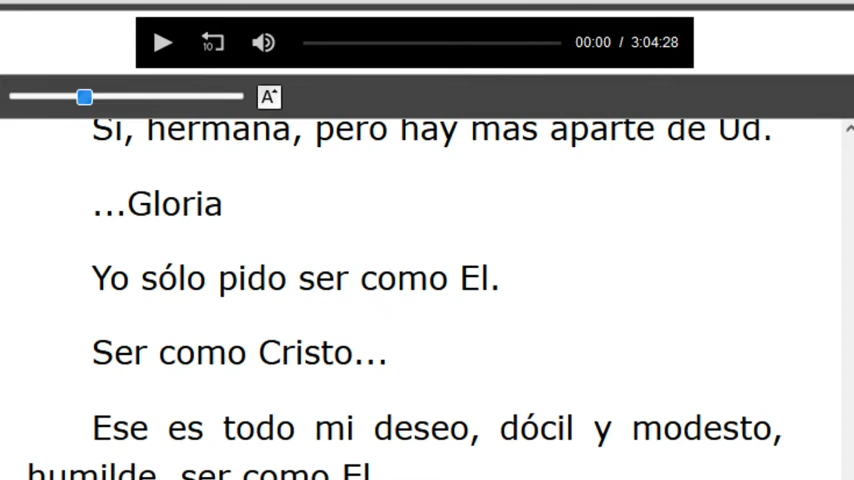 10
00:00 / 3:04:28
A
Sí, hermana, pero hay más aparte de Ud.
...Gloria
Yo sólo pido ser como El.
Ser como Cristo...
Ese es todo mi deseo, dócil y modesto,
humilde, ser como El